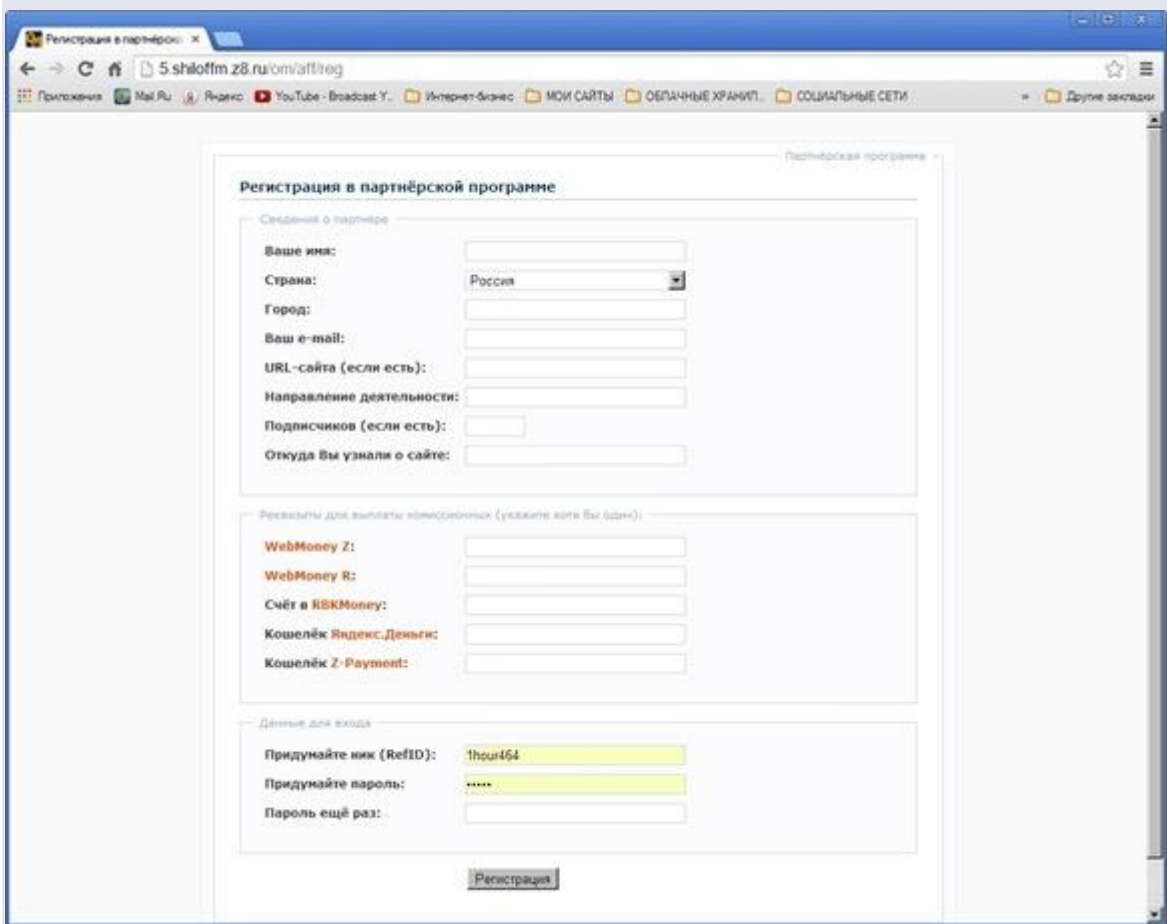 Регистрация в партнёрско
5.shiloffm.z8.ru/om/aff/reg
Приложения Mail.Ru Яндекс YouTube - Broadcast Y... Интернет-бизнес МОИ САЙТЫ ОБЛАЧНЫЕ ХРАНИЛ... СОЦИАЛЬНЫЕ СЕТИ » Другие закладки
Партнёрская программа
Регистрация в партнёрской программе
Сведения о партнёре
Ваше имя:
Страна: Россия
Город:
Ваш e-mail:
URL-сайта (если есть):
Направление деятельности:
Подписчиков (если есть):
Откуда Вы узнали о сайте:
Реквизиты для выплаты комиссионных (укажите хотя бы один):
WebMoney Z:
WebMoney R:
Счёт в RBKMoney:
Кошелёк Яндекс.Деньги:
Кошелёк Z-Payment:
Данные для входа
Придумайте ник (RefID): 1hour464
Придумайте пароль: •••••
Пароль ещё раз:
Регистрация